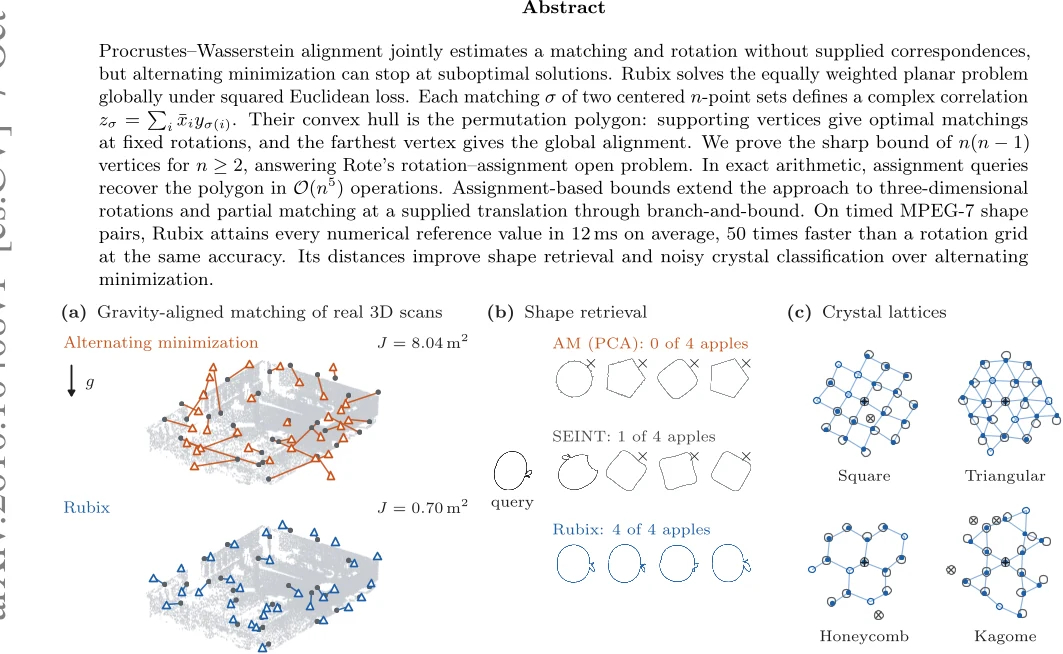 Abstract
Procrustes–Wasserstein alignment jointly estimates a matching and rotation without supplied correspondences,
but alternating minimization can stop at suboptimal solutions. Rubix solves the equally weighted planar problem
globally under squared Euclidean loss. Each matching σ of two centered n-point sets defines a complex correlation
z_σ = ∑_i x̄_i y_σ(i). Their convex hull is the permutation polygon: supporting vertices give optimal matchings
at fixed rotations, and the farthest vertex gives the global alignment. We prove the sharp bound of n(n − 1)
vertices for n ≥ 2, answering Rote's rotation–assignment open problem. In exact arithmetic, assignment queries
recover the polygon in O(n⁵) operations. Assignment-based bounds extend the approach to three-dimensional
rotations and partial matching at a supplied translation through branch-and-bound. On timed MPEG-7 shape
pairs, Rubix attains every numerical reference value in 12 ms on average, 50 times faster than a rotation grid
at the same accuracy. Its distances improve shape retrieval and noisy crystal classification over alternating
minimization.
(a) Gravity-aligned matching of real 3D scans
Alternating minimization
J = 8.04 m²
g
Rubix
J = 0.70 m²
(b) Shape retrieval
AM (PCA): 0 of 4 apples
SEINT: 1 of 4 apples
query
Rubix: 4 of 4 apples
(c) Crystal lattices
Square
Triangular
Honeycomb
Kagome